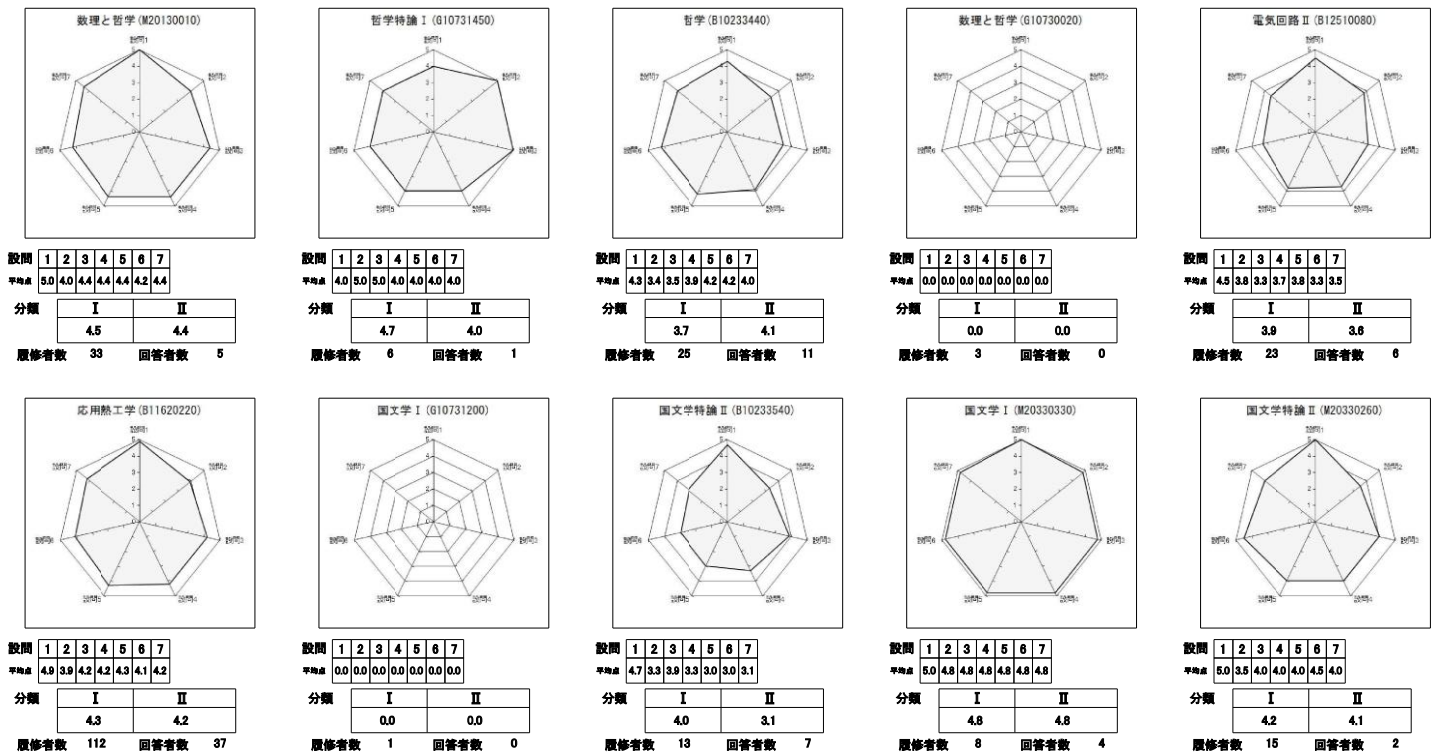 数理と哲学(M20130010)
設問 1 2 3 4 5 6 7
平均点 5.0 4.0 4.4 4.4 4.4 4.2 4.4
分類 Ⅰ Ⅱ
4.5 4.4
履修者数 33 回答者数 5
哲学特論Ⅰ(G10731450)
設問 1 2 3 4 5 6 7
平均点 4.0 5.0 5.0 4.0 4.0 4.0 4.0
分類 Ⅰ Ⅱ
4.7 4.0
履修者数 6 回答者数 1
哲学(B10233440)
設問 1 2 3 4 5 6 7
平均点 4.3 3.4 3.5 3.9 4.2 4.2 4.0
分類 Ⅰ Ⅱ
3.7 4.1
履修者数 25 回答者数 11
数理と哲学(G10730020)
設問 1 2 3 4 5 6 7
平均点 0.0 0.0 0.0 0.0 0.0 0.0 0.0
分類 Ⅰ Ⅱ
0.0 0.0
履修者数 3 回答者数 0
電気回路Ⅱ(B12510080)
設問 1 2 3 4 5 6 7
平均点 4.5 3.8 3.3 3.7 3.8 3.3 3.5
分類 Ⅰ Ⅱ
3.9 3.6
履修者数 23 回答者数 6
応用熱工学(B11620220)
設問 1 2 3 4 5 6 7
平均点 4.9 3.9 4.2 4.2 4.3 4.1 4.2
分類 Ⅰ Ⅱ
4.3 4.2
履修者数 112 回答者数 37
国文学Ⅰ(G10731200)
設問 1 2 3 4 5 6 7
平均点 0.0 0.0 0.0 0.0 0.0 0.0 0.0
分類 Ⅰ Ⅱ
0.0 0.0
履修者数 1 回答者数 0
国文学特論Ⅱ(B10233540)
設問 1 2 3 4 5 6 7
平均点 4.7 3.3 3.9 3.3 3.0 3.0 3.1
分類 Ⅰ Ⅱ
4.0 3.1
履修者数 13 回答者数 7
国文学Ⅰ(M20330330)
設問 1 2 3 4 5 6 7
平均点 5.0 4.8 4.8 4.8 4.8 4.8 4.8
分類 Ⅰ Ⅱ
4.8 4.8
履修者数 8 回答者数 4
国文学特論Ⅱ(M20330260)
設問 1 2 3 4 5 6 7
平均点 5.0 3.5 4.0 4.0 4.0 4.5 4.0
分類 Ⅰ Ⅱ
4.2 4.1
履修者数 15 回答者数 2